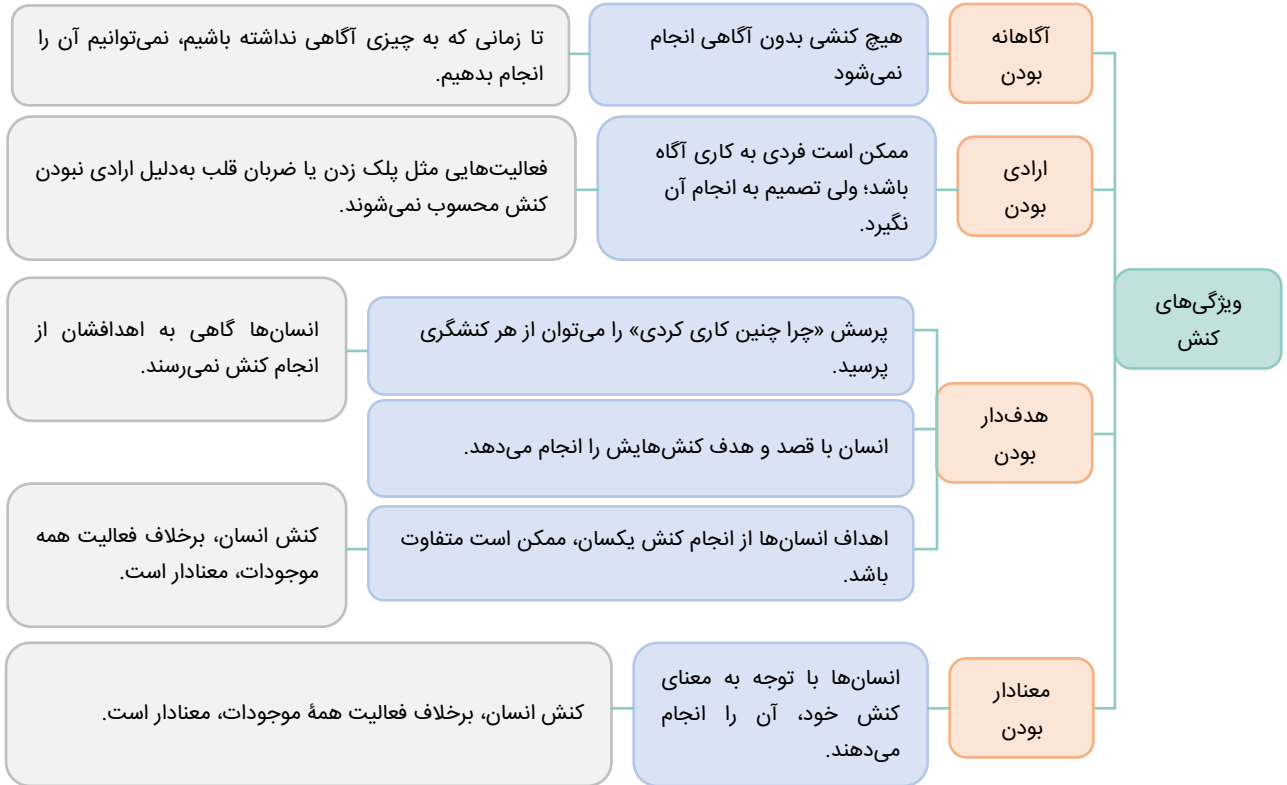 ویژگی‌های
کنش
آگاهانه
بودن
هیچ کنشی بدون آگاهی انجام
نمی‌شود
تا زمانی که به چیزی آگاهی نداشته باشیم، نمی‌توانیم آن را
انجام بدهیم.
ارادی
بودن
ممکن است فردی به کاری آگاه
باشد؛ ولی تصمیم به انجام آن
نگیرد.
فعالیت‌هایی مثل پلک زدن یا ضربان قلب به‌دلیل ارادی نبودن
کنش محسوب نمی‌شوند.
هدف‌دار
بودن
پرسش «چرا چنین کاری کردی» را می‌توان از هر کنشگری
پرسید.
انسان‌ها گاهی به اهدافشان از
انجام کنش نمی‌رسند.
انسان با قصد و هدف کنش‌هایش را انجام می‌دهد.
اهداف انسان‌ها از انجام کنش یکسان، ممکن است متفاوت
باشد.
کنش انسان، برخلاف فعالیت همه
موجودات، معنادار است.
معنادار
بودن
انسان‌ها با توجه به معنای
کنش خود، آن را انجام
می‌دهند.
کنش انسان، برخلاف فعالیت همهٔ موجودات، معنادار است.